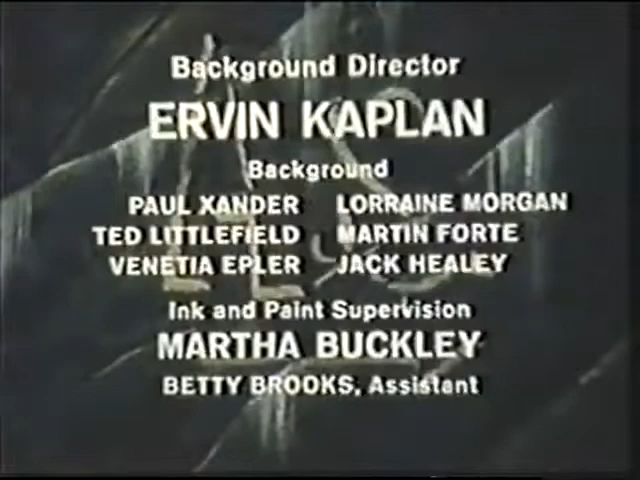 Background Director
ERVIN KAPLAN
Background
PAUL XANDER LORRAINE MORGAN
TED LITTLEFIELD MARTIN FORTE
VENETIA EPLER JACK HEALEY
Ink and Paint Supervision
MARTHA BUCKLEY
BETTY BROOKS, Assistant